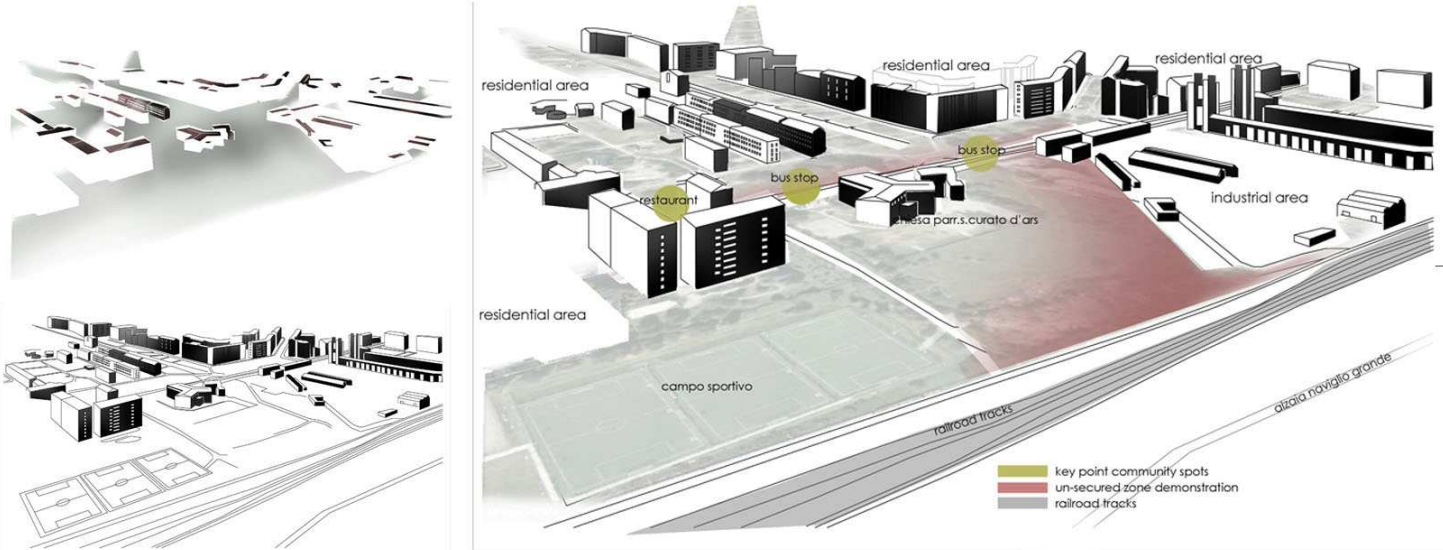 residential area
residential area
residential area
bus stop
bus stop
restaurant
industrial area
chiesa parr.s.curato d'ars
residential area
campo sportivo
alzaia naviglio grande
railroad tracks
key point community spots
un-secured zone demonstration
railroad tracks